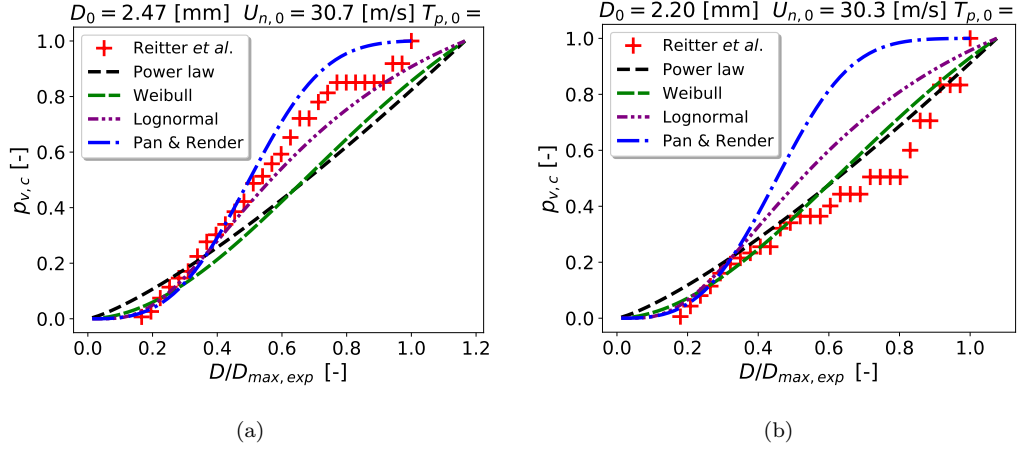 D_0 = 2.47 [mm] U_{n,0} = 30.7 [m/s] T_{p,0} =
1.0
0.8
0.6
0.4
0.2
0.0
p_{v,c} [-]
Reitter et al.
Power law
Weibull
Lognormal
Pan & Render
0.0 0.2 0.4 0.6 0.8 1.0 1.2
D/D_{max,exp} [-]
(a)
D_0 = 2.20 [mm] U_{n,0} = 30.3 [m/s] T_{p,0} =
1.0
0.8
0.6
0.4
0.2
0.0
p_{v,c} [-]
Reitter et al.
Power law
Weibull
Lognormal
Pan & Render
0.0 0.2 0.4 0.6 0.8 1.0
D/D_{max,exp} [-]
(b)